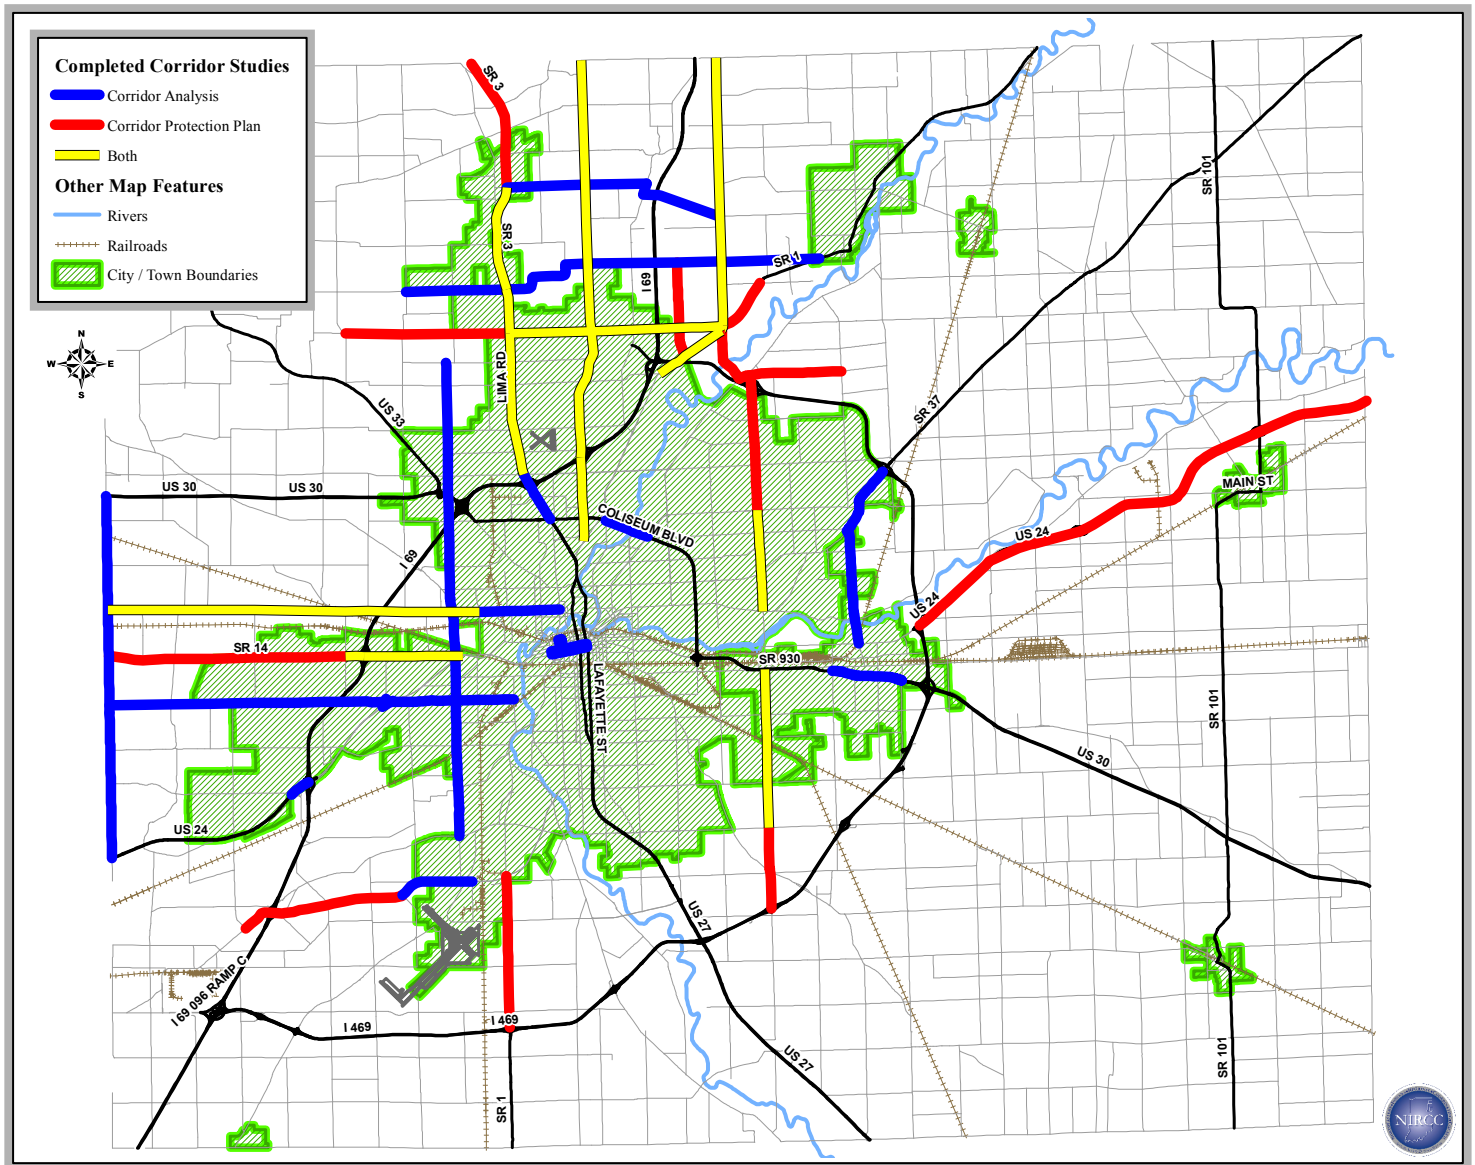 Completed Corridor Studies
Corridor Analysis
Corridor Protection Plan
Both
Other Map Features
Rivers
Railroads
City / Town Boundaries
N
W E
S
SR 3
SR 3
SR 1
I 69
SR 101
LIMA RD
US 33
SR 37
US 30
US 30
COLISEUM BLVD
MAIN ST
US 24
I 69
US 24
SR 14
SR 930
LAFAYETTE ST
SR 101
US 30
US 24
US 27
I 69 096 RAMP C
I 469
I 469
US 27
SR 101
SR 1
NIRCC